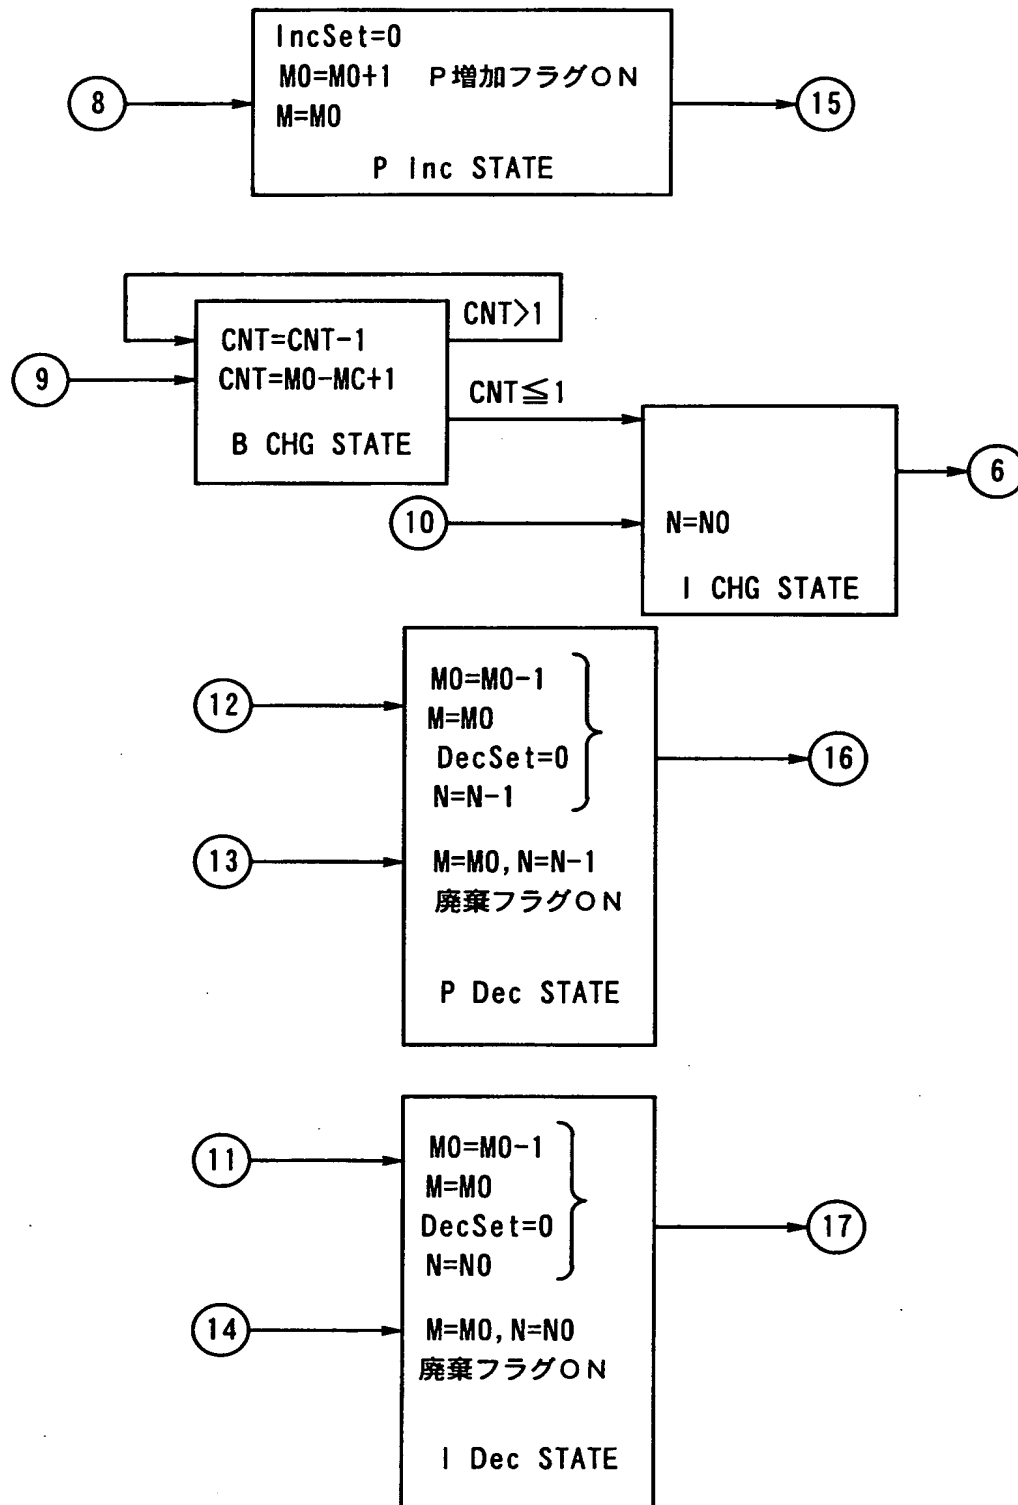 IncSet=0
M0=M0+1 P増加フラグON
M=M0
P Inc STATE
8
15
CNT>1
CNT=CNT-1
CNT=M0-MC+1
B CHG STATE
9
CNT≦1
10
N=N0
I CHG STATE
6
M0=M0-1
M=M0
DecSet=0
N=N-1
12
16
13
M=M0,N=N-1
廃棄フラグON
P Dec STATE
M0=M0-1
M=M0
DecSet=0
N=N0
11
17
14
M=M0,N=N0
廃棄フラグON
I Dec STATE